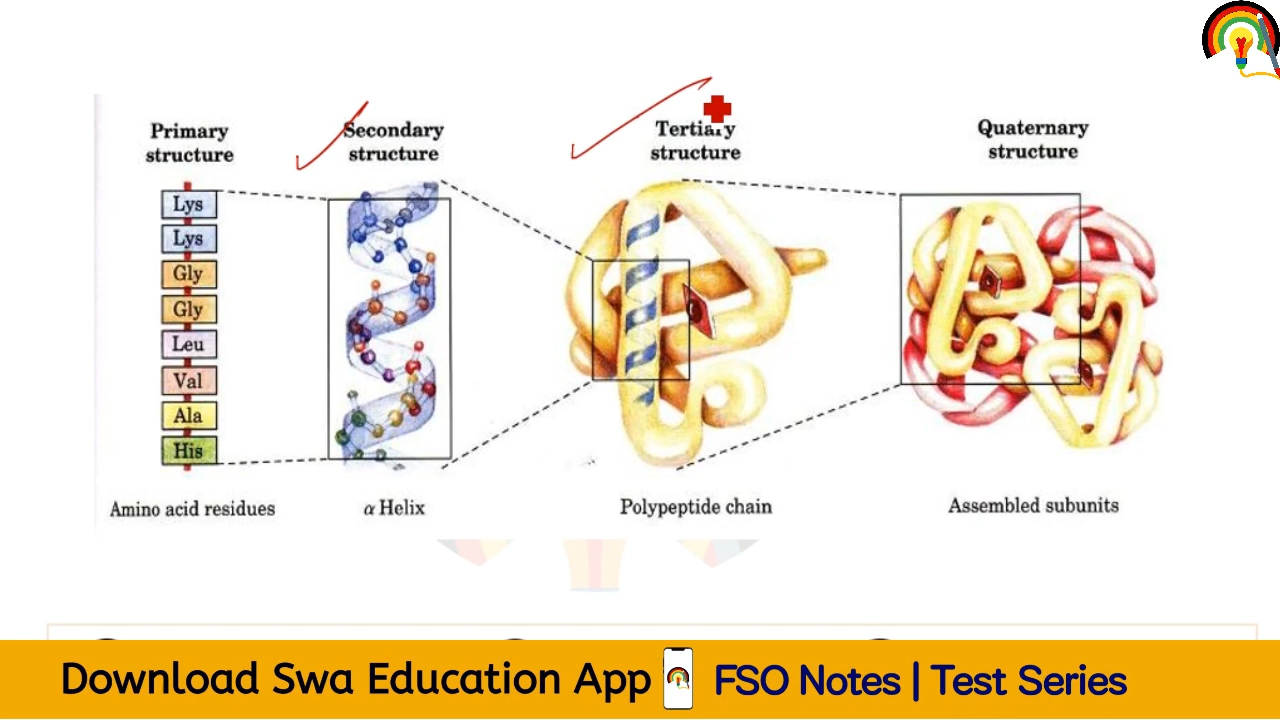 Primary
structure
Secondary
structure
Tertiary
structure
Quaternary
structure
Lys
Lys
Gly
Gly
Leu
Val
Ala
His
Amino acid residues
α Helix
Polypeptide chain
Assembled subunits
Download Swa Education App
FSO Notes | Test Series